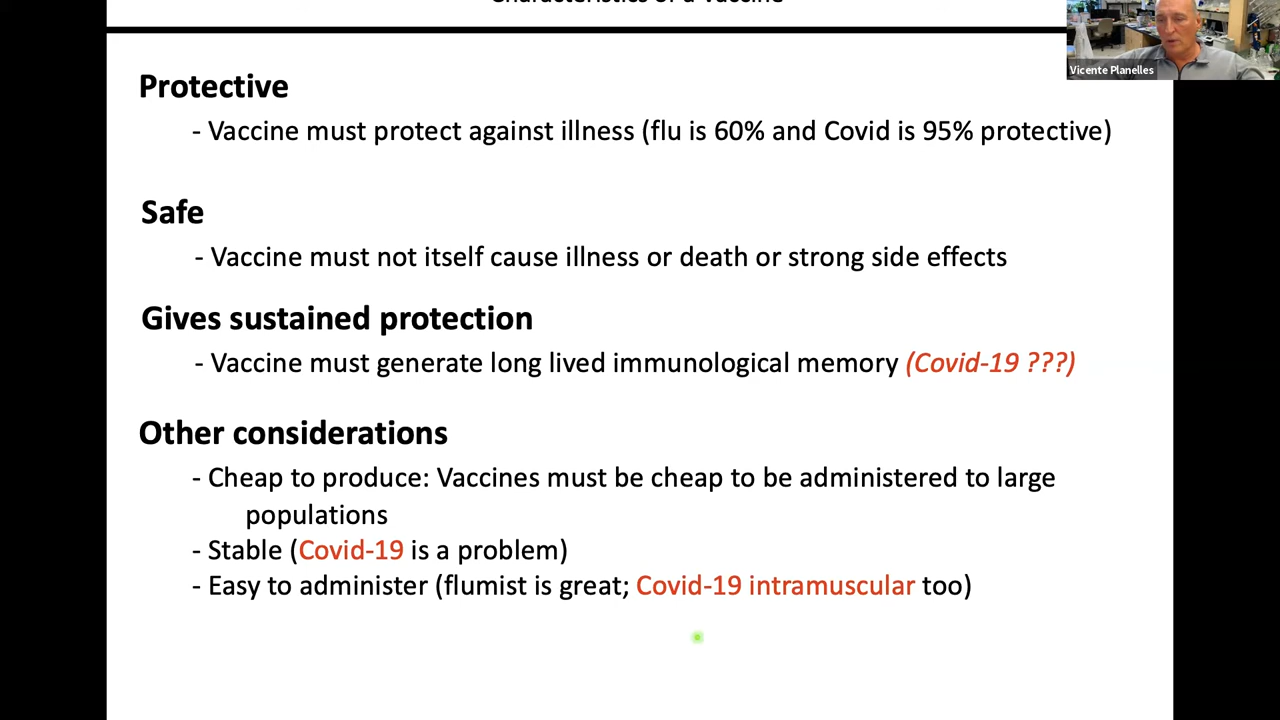 Characteristics of a Vaccine
Vicente Planelles
Protective
- Vaccine must protect against illness (flu is 60% and Covid is 95% protective)
Safe
- Vaccine must not itself cause illness or death or strong side effects
Gives sustained protection
- Vaccine must generate long lived immunological memory (Covid-19 ???)
Other considerations
- Cheap to produce: Vaccines must be cheap to be administered to large
populations
- Stable (Covid-19 is a problem)
- Easy to administer (flumist is great; Covid-19 intramuscular too)